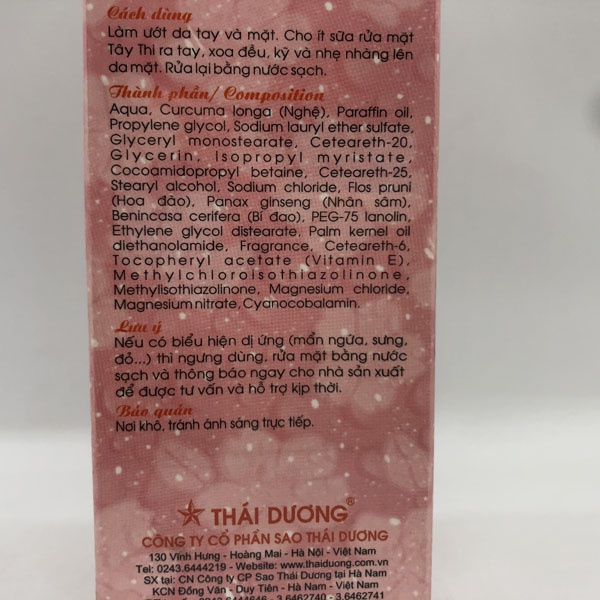 Cách dùng
Làm ướt da tay và mặt. Cho ít sữa rửa mặt
Tây Thi ra tay, xoa đều, kỹ và nhẹ nhàng lên
da mặt. Rửa lại bằng nước sạch.
Thành phần/ Composition
Aqua, Curcuma longa (Nghệ), Paraffin oil,
Propylene glycol, Sodium lauryl ether sulfate,
Glyceryl monostearate, Ceteareth-20,
Glycerin, Isopropyl myristate,
Cocoamidopropyl betaine, Ceteareth-25,
Stearyl alcohol, Sodium chloride, Flos pruni
(Hoa đào), Panax ginseng (Nhân sâm),
Benincasa cerifera (Bí đao), PEG-75 lanolin,
Ethylene glycol distearate, Palm kernel oil
diethanolamide, Fragrance, Ceteareth-6,
Tocopheryl acetate (Vitamin E),
Methylchloroisothiazolinone,
Methylisothiazolinone, Magnesium chloride,
Magnesium nitrate, Cyanocobalamin.
Lưu ý
Nếu có biểu hiện dị ứng (mẩn ngứa, sưng,
đỏ...) thì ngưng dùng, rửa mặt bằng nước
sạch và thông báo ngay cho nhà sản xuất
để được tư vấn và hỗ trợ kịp thời.
Bảo quản
Nơi khô, tránh ánh sáng trực tiếp.
THÁI DƯƠNG®
CÔNG TY CỔ PHẦN SAO THÁI DƯƠNG
130 Vĩnh Hưng - Hoàng Mai - Hà Nội - Việt Nam
Tel: 0243.6444219 - Website: www.thaiduong.com.vn
SX tại: CN Công ty CP Sao Thái Dương tại Hà Nam
KCN Đồng Văn - Duy Tiên - Hà Nam - Việt Nam